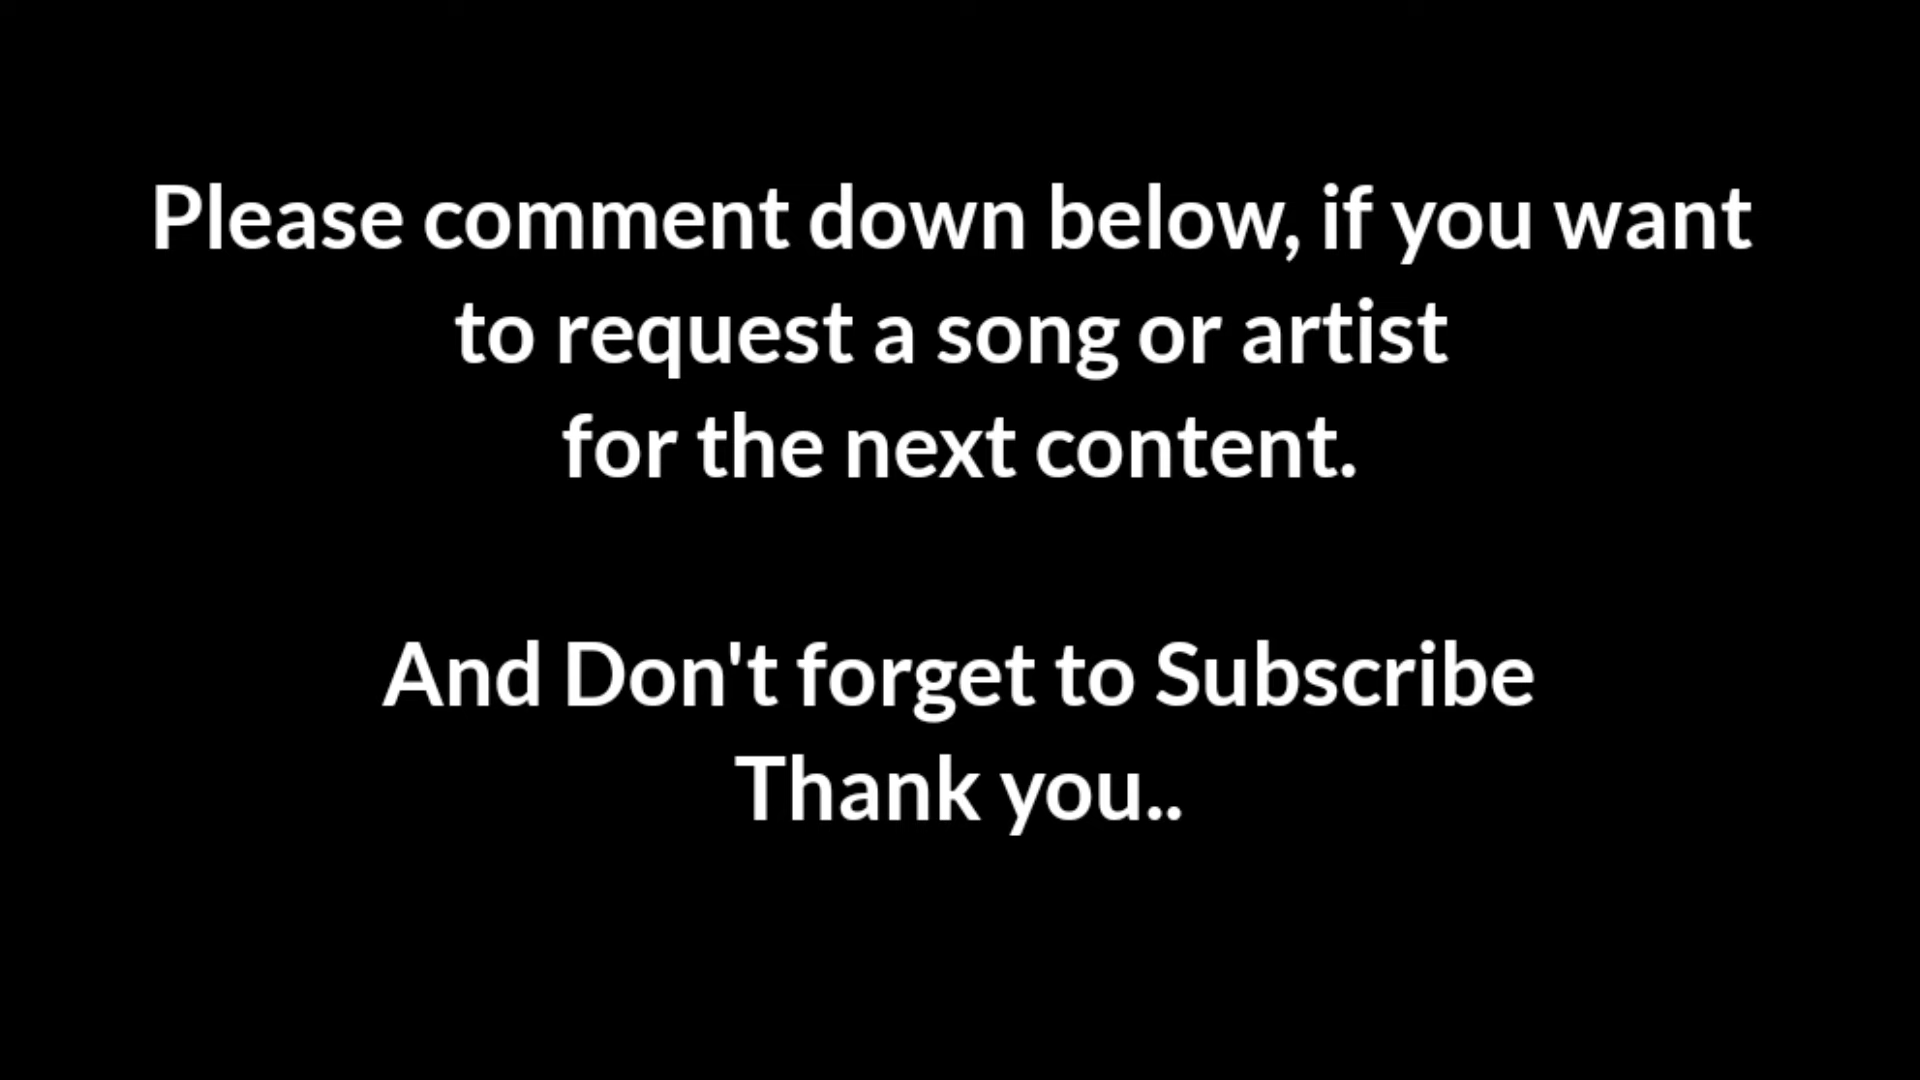 Please comment down below, if you want
to request a song or artist
for the next content.
And Don't forget to Subscribe
Thank you..